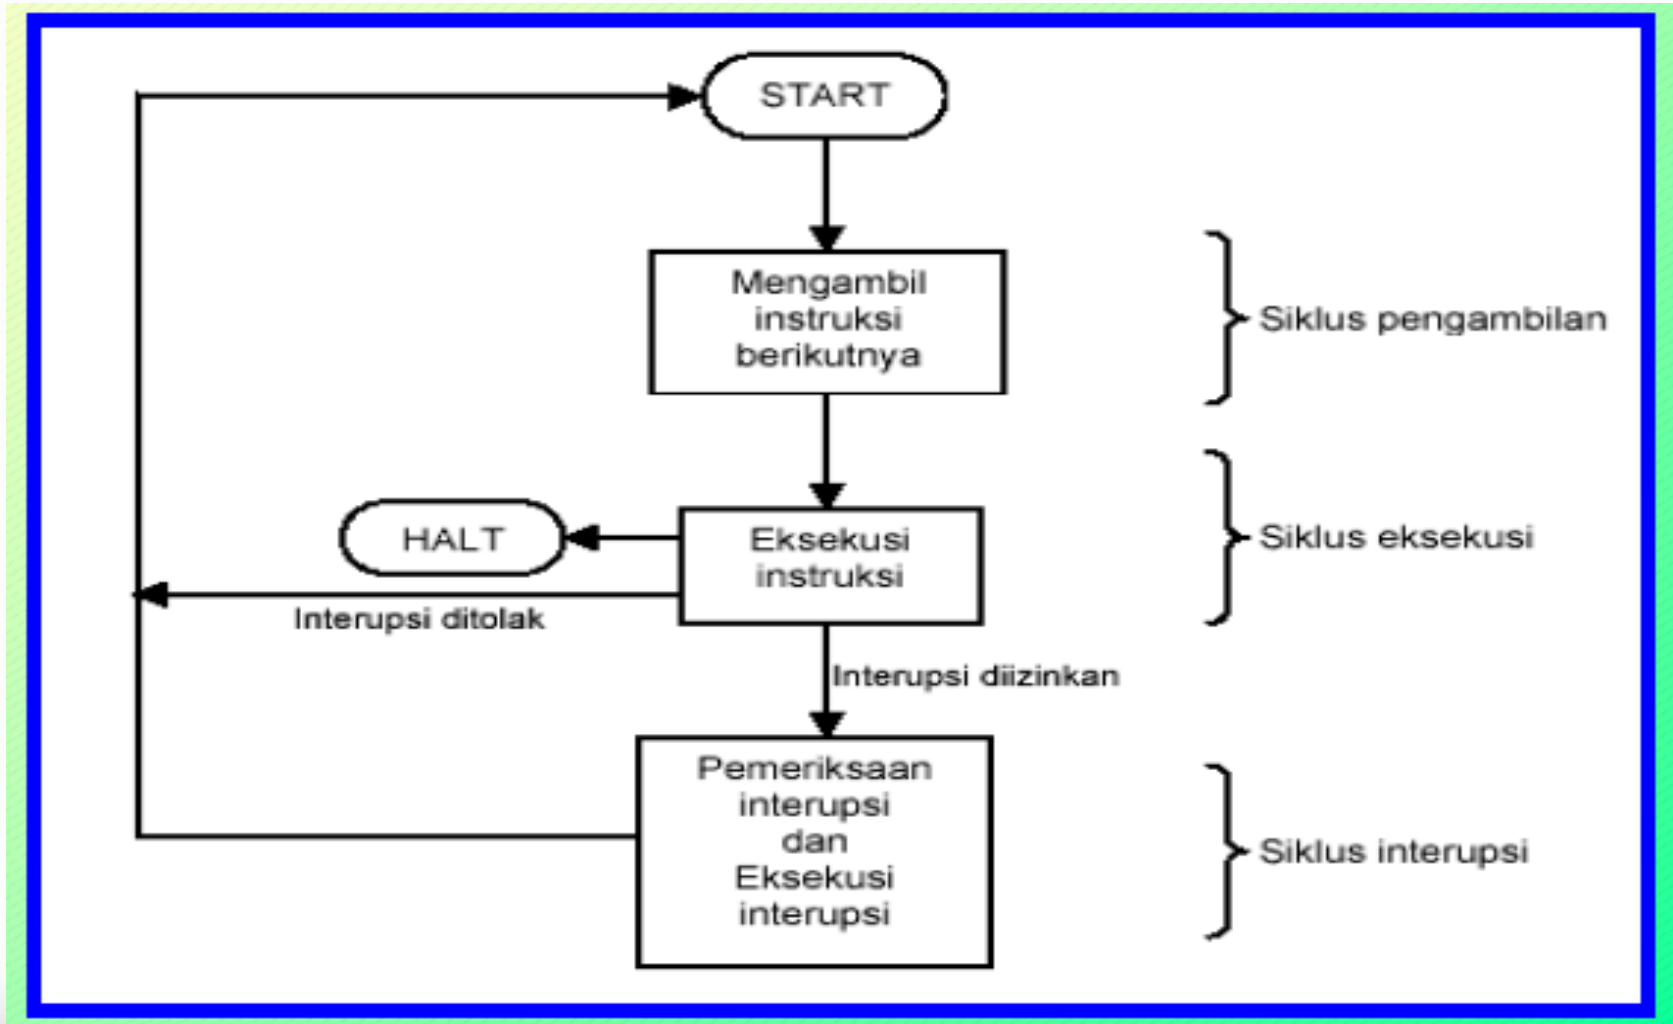 START
Mengambil
instruksi
berikutnya
Siklus pengambilan
HALT
Eksekusi
instruksi
Siklus eksekusi
Interupsi ditolak
Interupsi diizinkan
Pemeriksaan
interupsi
dan
Eksekusi
interupsi
Siklus interupsi